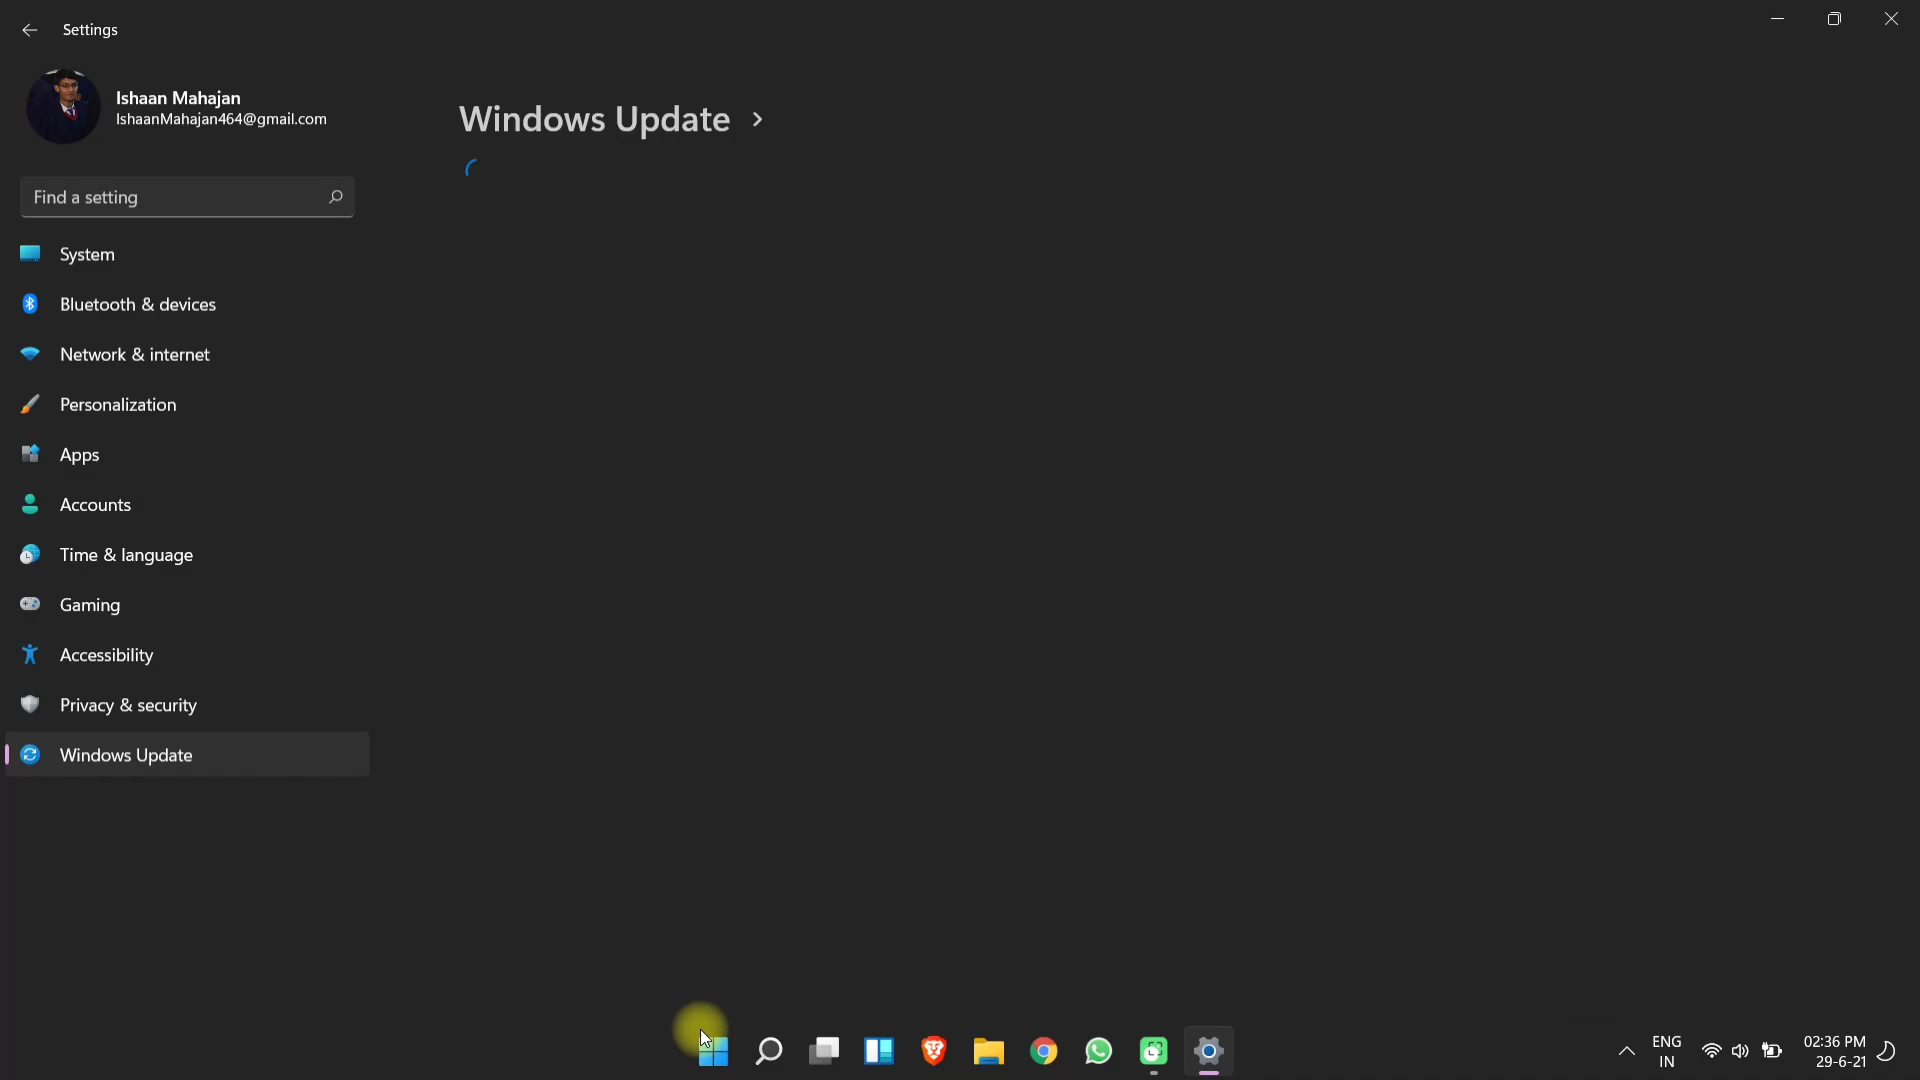 Settings
Ishaan Mahajan
IshaanMahajan464@gmail.com
Find a setting
System
Bluetooth & devices
Network & internet
Personalization
Apps
Accounts
Time & language
Gaming
Accessibility
Privacy & security
Windows Update
Windows Update
ENG
IN
02:36 PM
29-6-21